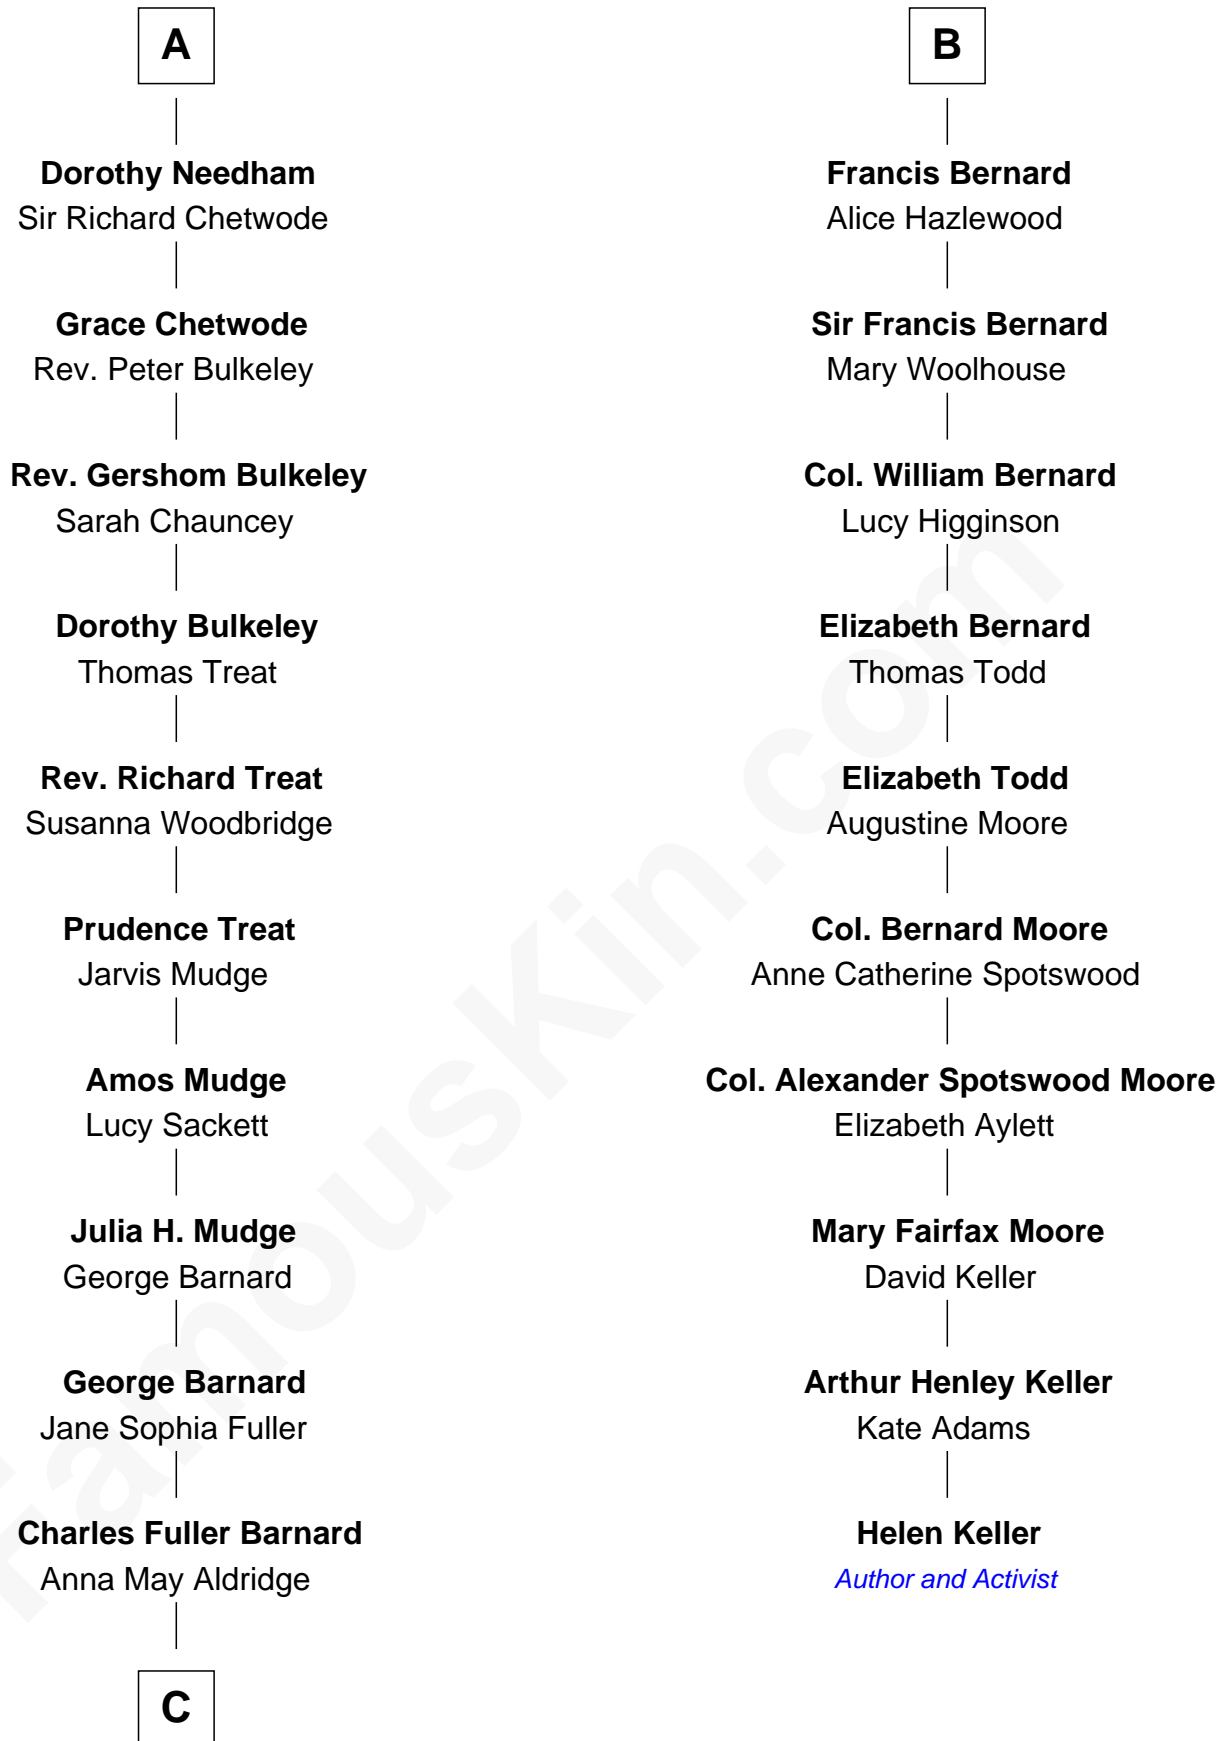 A
Dorothy Needham
Sir Richard Chetwode
Grace Chetwode
Rev. Peter Bulkeley
Rev. Gershom Bulkeley
Sarah Chauncey
Dorothy Bulkeley
Thomas Treat
Rev. Richard Treat
Susanna Woodbridge
Prudence Treat
Jarvis Mudge
Amos Mudge
Lucy Sackett
Julia H. Mudge
George Barnard
George Barnard
Jane Sophia Fuller
Charles Fuller Barnard
Anna May Aldridge
C
B
Francis Bernard
Alice Hazlewood
Sir Francis Bernard
Mary Woolhouse
Col. William Bernard
Lucy Higginson
Elizabeth Bernard
Thomas Todd
Elizabeth Todd
Augustine Moore
Col. Bernard Moore
Anne Catherine Spotswood
Col. Alexander Spotswood Moore
Elizabeth Aylett
Mary Fairfax Moore
David Keller
Arthur Henley Keller
Kate Adams
Helen Keller
Author and Activist
FamousKin.com